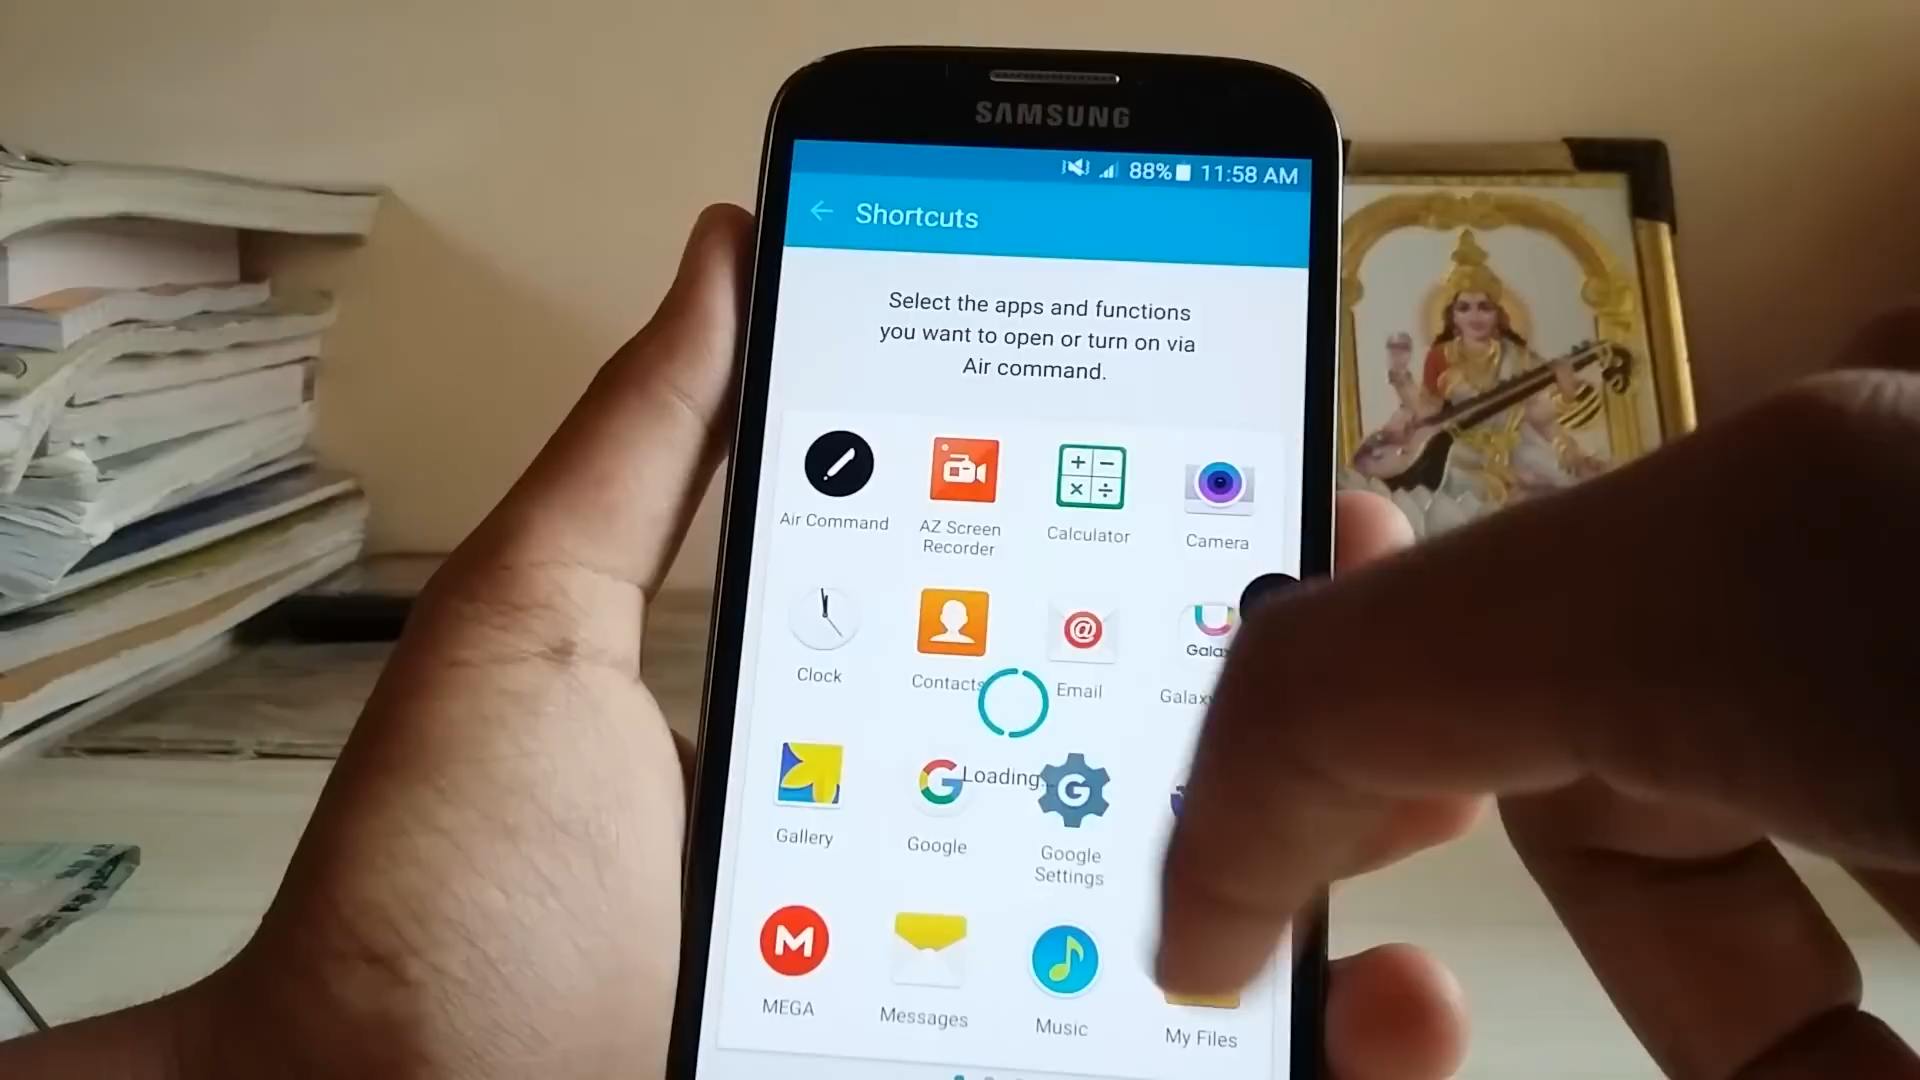 SAMSUNG
88% 11:58 AM
Shortcuts
Select the apps and functions
you want to open or turn on via
Air command.
Air Command
AZ Screen
Recorder
Calculator
Camera
Clock
Contacts
Email
Gallery
Google
Loading...
Google
Settings
MEGA
Messages
Music
My Files